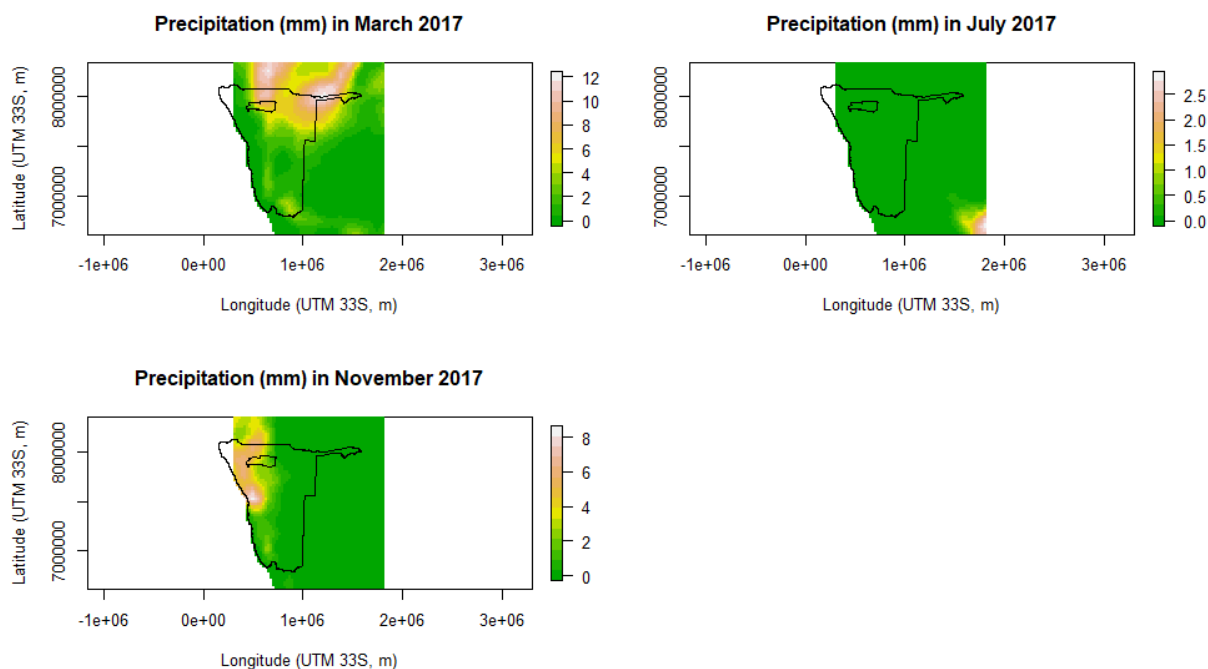 Precipitation (mm) in March 2017
Latitude (UTM 33S, m)
8000000
7000000
-1e+06 0e+00 1e+06 2e+06 3e+06
Longitude (UTM 33S, m)
12
10
8
6
4
2
0
Precipitation (mm) in July 2017
8000000
7000000
-1e+06 0e+00 1e+06 2e+06 3e+06
Longitude (UTM 33S, m)
2.5
2.0
1.5
1.0
0.5
0.0
Precipitation (mm) in November 2017
Latitude (UTM 33S, m)
8000000
7000000
-1e+06 0e+00 1e+06 2e+06 3e+06
Longitude (UTM 33S, m)
8
6
4
2
0